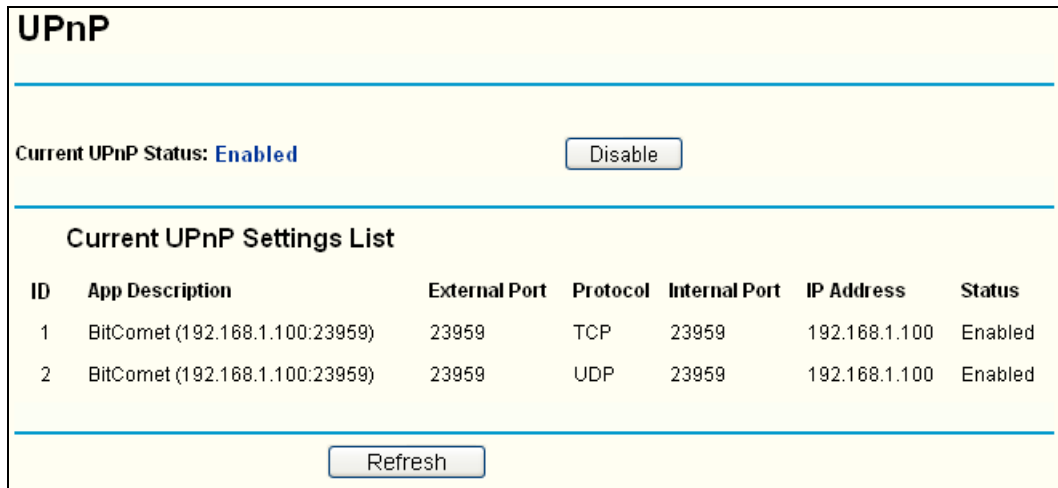 UPnP
Current UPnP Status: Enabled Disable
Current UPnP Settings List
ID App Description External Port Protocol Internal Port IP Address Status
1 BitComet (192.168.1.100:23959) 23959 TCP 23959 192.168.1.100 Enabled
2 BitComet (192.168.1.100:23959) 23959 UDP 23959 192.168.1.100 Enabled
Refresh